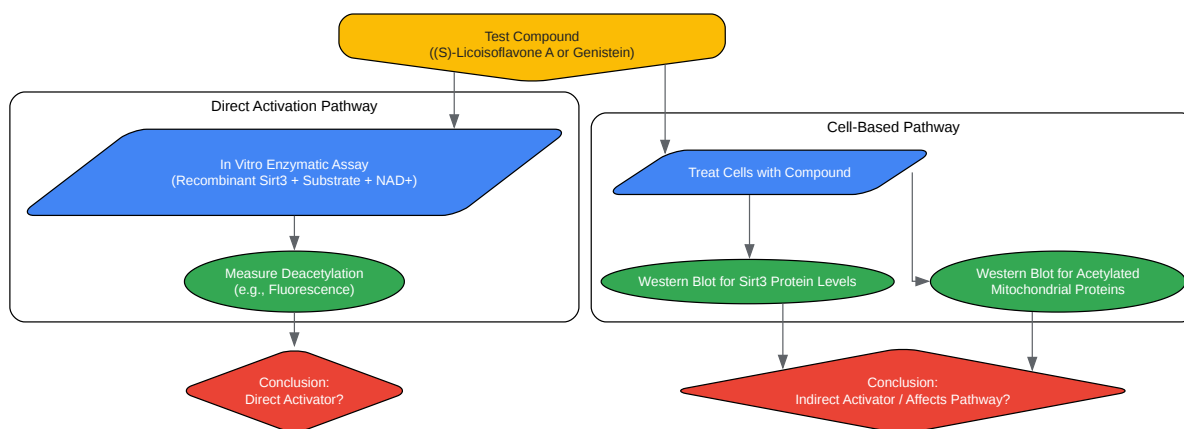 Test Compound
((S)-Licoisoflavone A or Genistein)
Direct Activation Pathway
In Vitro Enzymatic Assay
(Recombinant Sirt3 + Substrate + NAD+)
Measure Deacetylation
(e.g., Fluorescence)
Conclusion:
Direct Activator?
Cell-Based Pathway
Treat Cells with Compound
Western Blot for Sirt3 Protein Levels
Western Blot for Acetylated
Mitochondrial Proteins
Conclusion:
Indirect Activator / Affects Pathway?